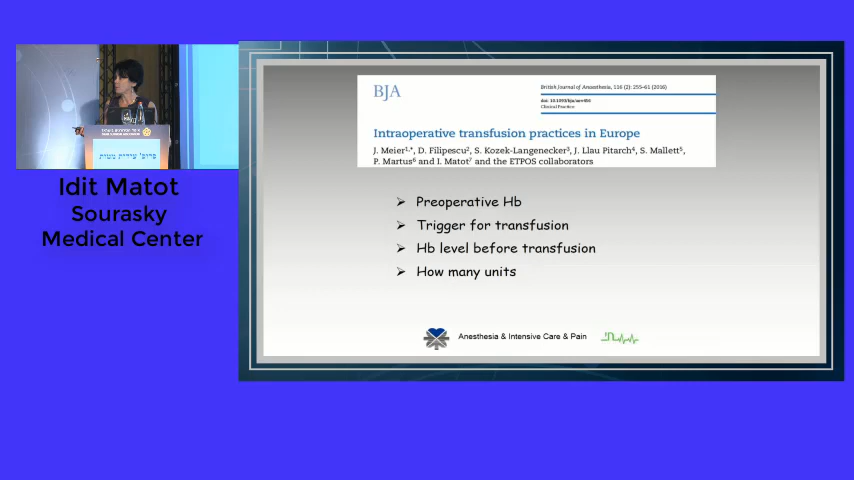 Idit Matot
Sourasky
Medical Center
BJA
British Journal of Anaesthesia, 116 (2): 255–61 (2016)
Clinical Practice
Intraoperative transfusion practices in Europe
J. Meier1,*, D. Filipescu2, S. Kozek-Langenecker3, J. Llau Pitarch4, S. Mallett5,
P. Martus6 and I. Matot7 and the ETPOS collaborators
➢ Preoperative Hb
➢ Trigger for transfusion
➢ Hb level before transfusion
➢ How many units
Anesthesia & Intensive Care & Pain